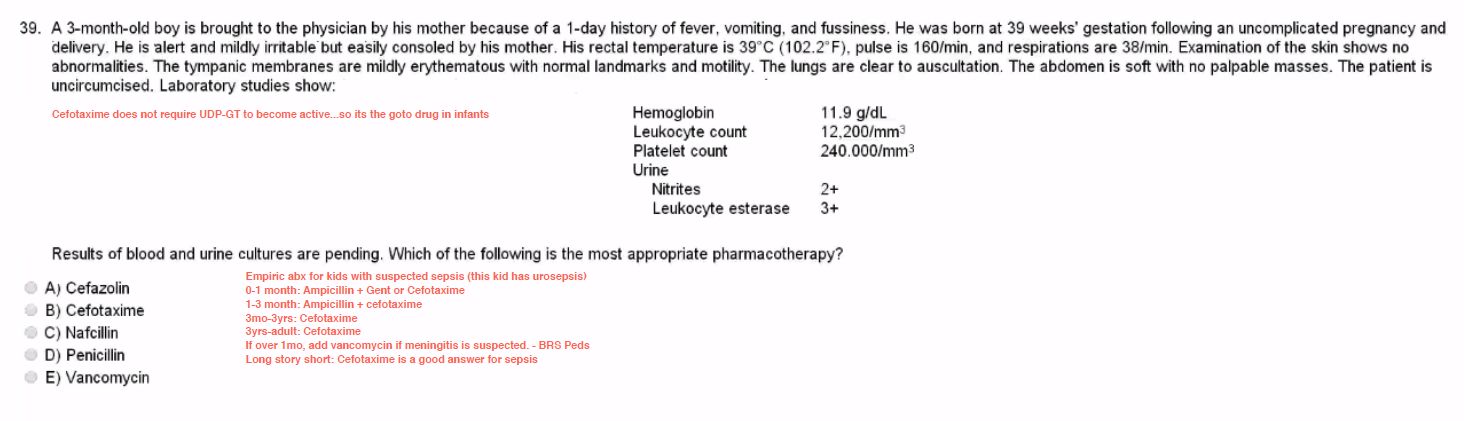 39. A 3-month-old boy is brought to the physician by his mother because of a 1-day history of fever, vomiting, and fussiness. He was born at 39 weeks' gestation following an uncomplicated pregnancy and
delivery. He is alert and mildly irritable but easily consoled by his mother. His rectal temperature is 39°C (102.2°F), pulse is 160/min, and respirations are 38/min. Examination of the skin shows no
abnormalities. The tympanic membranes are mildly erythematous with normal landmarks and motility. The lungs are clear to auscultation. The abdomen is soft with no palpable masses. The patient is
uncircumcised. Laboratory studies show:
Cefotaxime does not require UDP-GT to become active...so its the goto drug in infants
Hemoglobin 11.9 g/dL
Leukocyte count 12,200/mm³
Platelet count 240.000/mm³
Urine
Nitrites 2+
Leukocyte esterase 3+
Results of blood and urine cultures are pending. Which of the following is the most appropriate pharmacotherapy?
A) Cefazolin
B) Cefotaxime
C) Nafcillin
D) Penicillin
E) Vancomycin
Empiric abx for kids with suspected sepsis (this kid has urosepsis)
0-1 month: Ampicillin + Gent or Cefotaxime
1-3 month: Ampicillin + cefotaxime
3mo-3yrs: Cefotaxime
3yrs-adult: Cefotaxime
If over 1mo, add vancomycin if meningitis is suspected. - BRS Peds
Long story short: Cefotaxime is a good answer for sepsis